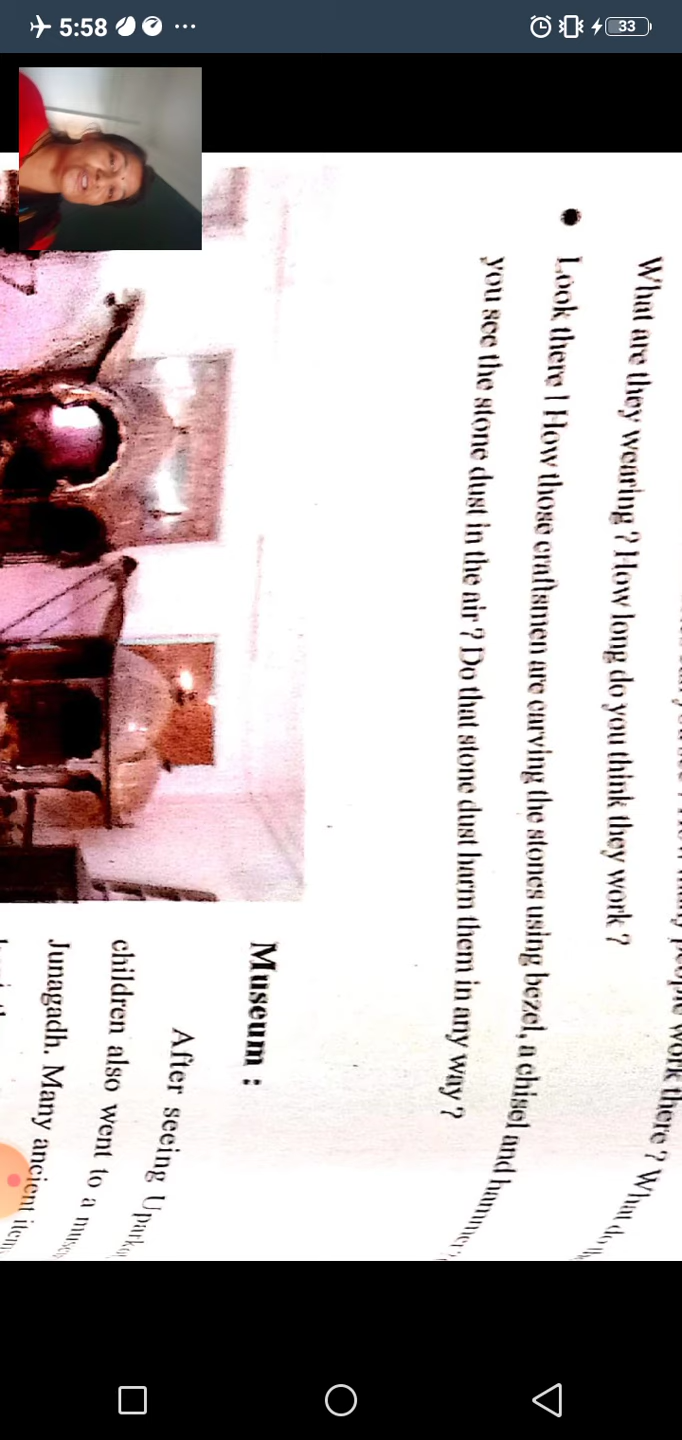 5:58
33
people work there ? What do the
What are they wearing ? How long do you think they work ?
Look there ! How those craftsmen are carving the stones using bezel, a chisel and hammer
you see the stone dust in the air ? Do that stone dust harm them in any way ?
Museum :
After seeing Uparkot
children also went to a
Junagadh. Many ancient